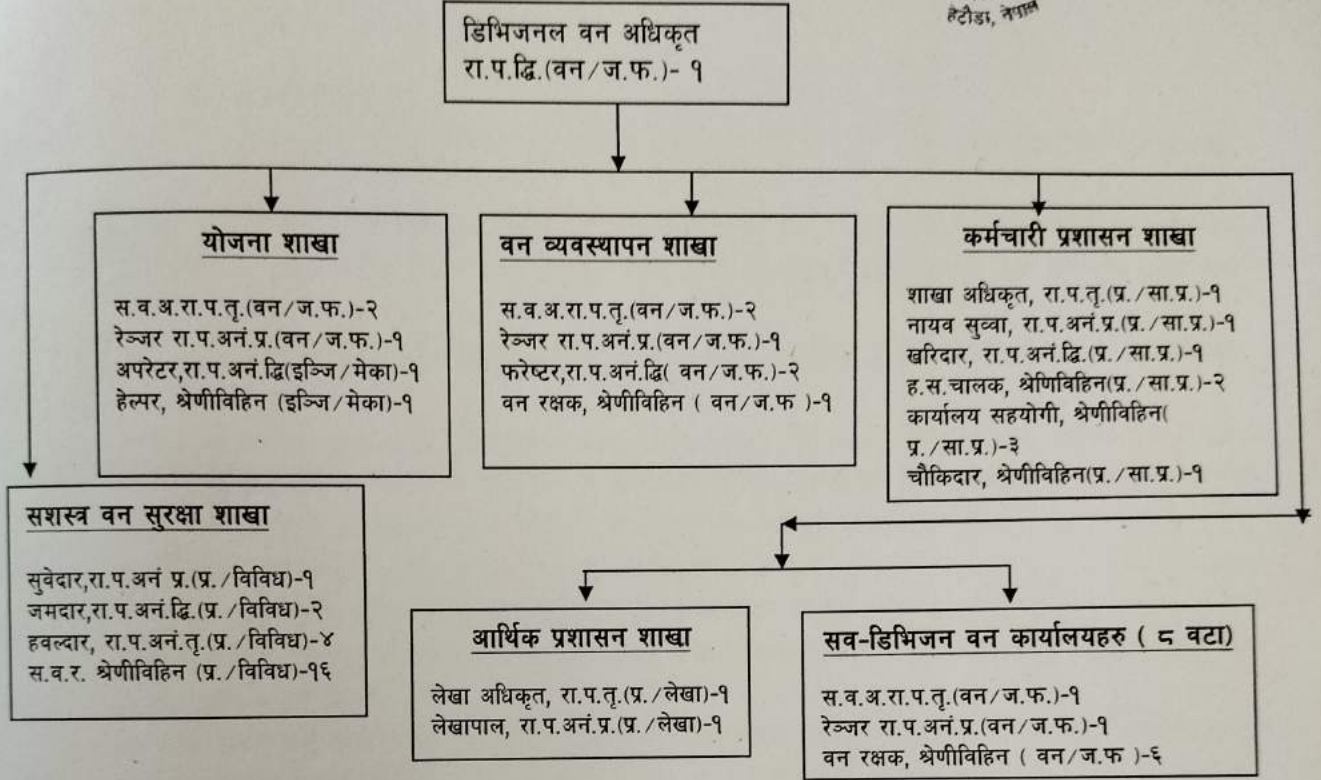 हेटौडा, नेपाल
डिभिजनल वन अधिकृत
रा.प.द्वि.(वन/ज.फ.)- १
योजना शाखा
स.व.अ.रा.प.तृ.(वन/ज.फ.)-२
रेञ्जर रा.प.अनं.प्र.(वन/ज.फ.)-१
अपरेटर,रा.प.अनं.द्वि(इञ्जि/मेका)-१
हेल्पर, श्रेणीविहिन (इञ्जि/मेका)-१
वन व्यवस्थापन शाखा
स.व.अ.रा.प.तृ.(वन/ज.फ.)-२
रेञ्जर रा.प.अनं.प्र.(वन/ज.फ.)-१
फरेष्टर,रा.प.अनं.द्वि( वन/ज.फ.)-२
वन रक्षक, श्रेणीविहिन ( वन/ज.फ )-१
कर्मचारी प्रशासन शाखा
शाखा अधिकृत, रा.प.तृ.(प्र./सा.प्र.)-१
नायव सुव्वा, रा.प.अनं.प्र.(प्र./सा.प्र.)-१
खरिदार, रा.प.अनं.द्वि.(प्र./सा.प्र.)-१
ह.स.चालक, श्रेणिविहिन(प्र./सा.प्र.)-२
कार्यालय सहयोगी, श्रेणीविहिन(
प्र./सा.प्र.)-३
चौकिदार, श्रेणीविहिन(प्र./सा.प्र.)-१
सशस्त्र वन सुरक्षा शाखा
सुवेदार,रा.प.अनं प्र.(प्र./विविध)-१
जमदार,रा.प.अनं.द्वि.(प्र./विविध)-२
हवल्दार, रा.प.अनं.तृ.(प्र./विविध)-४
स.व.र. श्रेणीविहिन (प्र./विविध)-१६
आर्थिक प्रशासन शाखा
लेखा अधिकृत, रा.प.तृ.(प्र./लेखा)-१
लेखापाल, रा.प.अनं.प्र.(प्र./लेखा)-१
सव-डिभिजन वन कार्यालयहरु ( ८ वटा)
स.व.अ.रा.प.तृ.(वन/ज.फ.)-१
रेञ्जर रा.प.अनं.प्र.(वन/ज.फ.)-१
वन रक्षक, श्रेणीविहिन ( वन/ज.फ )-६